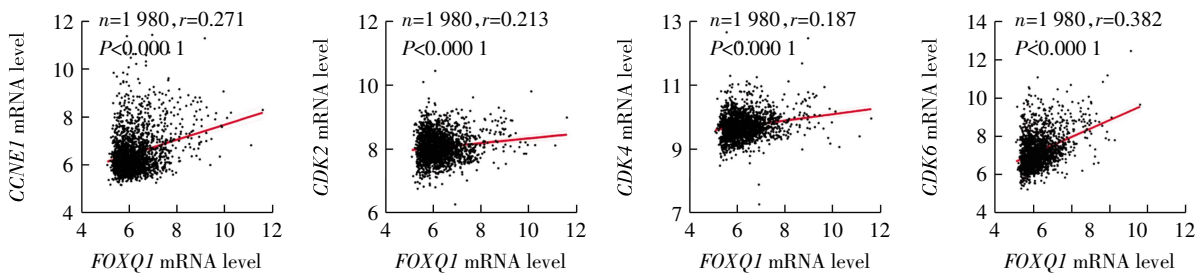 CCNE1 mRNA level
12
10
8
6
4
n=1 980,r=0.271
P<0.000 1
4 6 8 10 12
FOXQ1 mRNA level
CDK2 mRNA level
12
10
8
6
n=1 980,r=0.213
P<0.000 1
4 6 8 10 12
FOXQ1 mRNA level
CDK4 mRNA level
13
11
9
7
n=1 980,r=0.187
P<0.000 1
4 6 8 10 12
FOXQ1 mRNA level
CDK6 mRNA level
14
12
10
8
6
4
n=1 980,r=0.382
P<0.000 1
4 6 8 10 12
FOXQ1 mRNA level